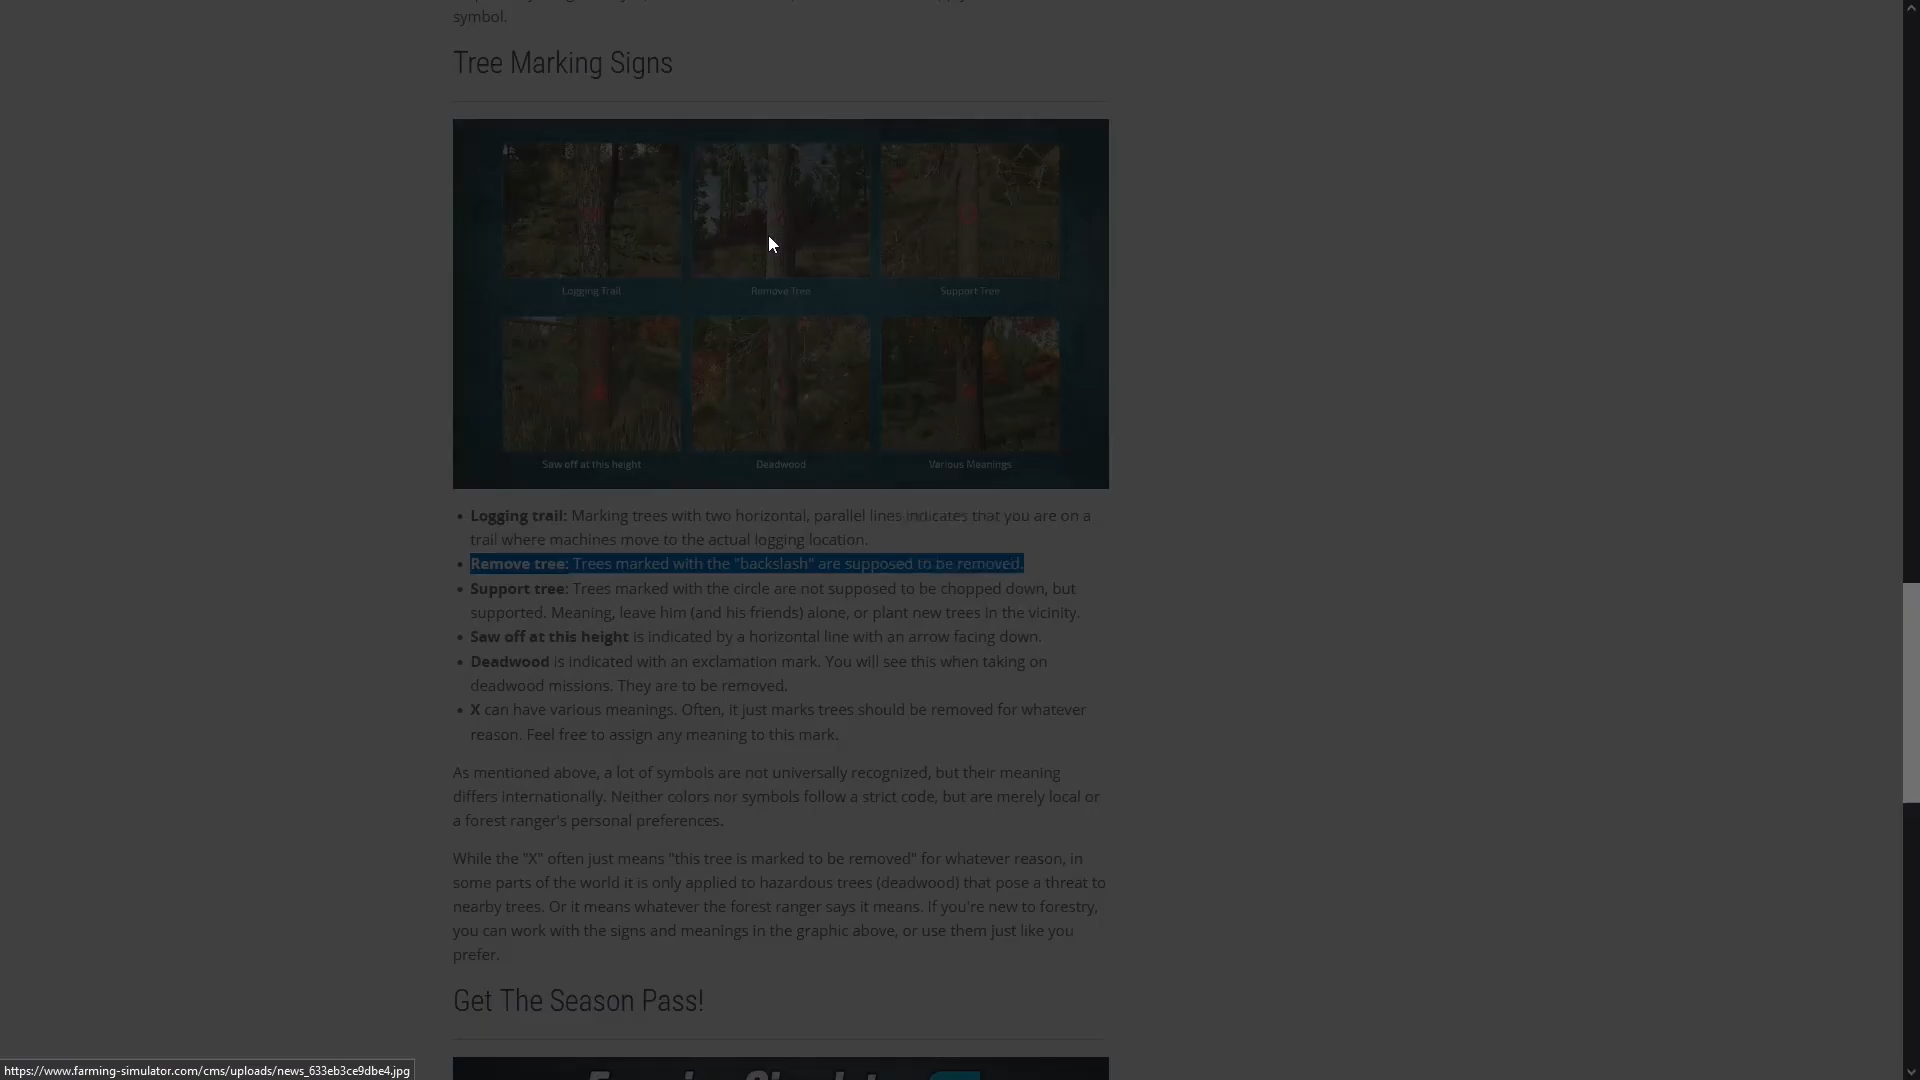 symbol.
Tree Marking Signs
Logging Trail
Remove Tree
Support Tree
Saw off at this height
Deadwood
Various Meanings
• Logging trail: Marking trees with two horizontal, parallel lines indicates that you are on a
trail where machines move to the actual logging location.
• Remove tree: Trees marked with the "backslash" are supposed to be removed.
• Support tree: Trees marked with the circle are not supposed to be chopped down, but
supported. Meaning, leave him (and his friends) alone, or plant new trees in the vicinity.
• Saw off at this height is indicated by a horizontal line with an arrow facing down.
• Deadwood is indicated with an exclamation mark. You will see this when taking on
deadwood missions. They are to be removed.
• X can have various meanings. Often, it just marks trees should be removed for whatever
reason. Feel free to assign any meaning to this mark.
As mentioned above, a lot of symbols are not universally recognized, but their meaning
differs internationally. Neither colors nor symbols follow a strict code, but are merely local or
a forest ranger's personal preferences.
While the "X" often just means "this tree is marked to be removed" for whatever reason, in
some parts of the world it is only applied to hazardous trees (deadwood) that pose a threat to
nearby trees. Or it means whatever the forest ranger says it means. If you're new to forestry,
you can work with the signs and meanings in the graphic above, or use them just like you
prefer.
Get The Season Pass!
https://www.farming-simulator.com/cms/uploads/news_633eb3ce9dbe4.jpg